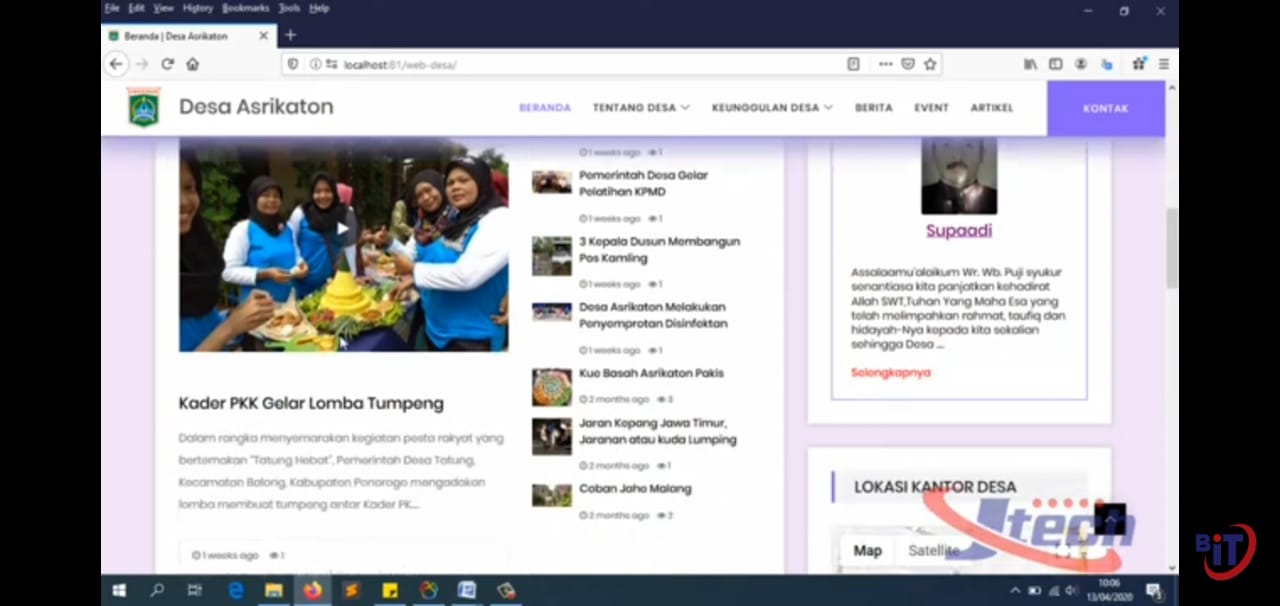 File Edit View History Bookmarks Tools Help
Beranda | Desa Asrikaton
localhost:81/web-desa/
Desa Asrikaton
BERANDA
TENTANG DESA
KEUNGGULAN DESA
BERITA
EVENT
ARTIKEL
KONTAK
Kader PKK Gelar Lomba Tumpeng
Dalam rangka menyemarakan kegiatan pesta rakyat yang
bertemakan "Tatung Hebat", Pemerintah Desa Tatung,
Kecamatan Balong, Kabupaten Ponorogo mengadakan
lomba membuat tumpeng antar Kader PK...
1 weeks ago 1
1 weeks ago 1
Pemerintah Desa Gelar
Pelatihan KPMD
1 weeks ago 1
3 Kepala Dusun Membangun
Pos Kamling
1 weeks ago 1
Desa Asrikaton Melakukan
Penyemprotan Disinfektan
1 weeks ago 1
Kue Basah Asrikaton Pakis
2 months ago 3
Jaran Kepang Jawa Timur,
Jaranan atau kuda Lumping
2 months ago 1
Coban Jaho Malang
2 months ago 2
Supaadi
Assalaamu'alaikum Wr. Wb. Puji syukur
senantiasa kita panjatkan kehadirat
Allah SWT,Tuhan Yang Maha Esa yang
telah melimpahkan rahmat, taufiq dan
hidayah-Nya kepada kita sekalian
sehingga Desa ...
Selengkapnya
LOKASI KANTOR DESA
Map Satellite
Jtech
BiT
10:06
13/04/2020